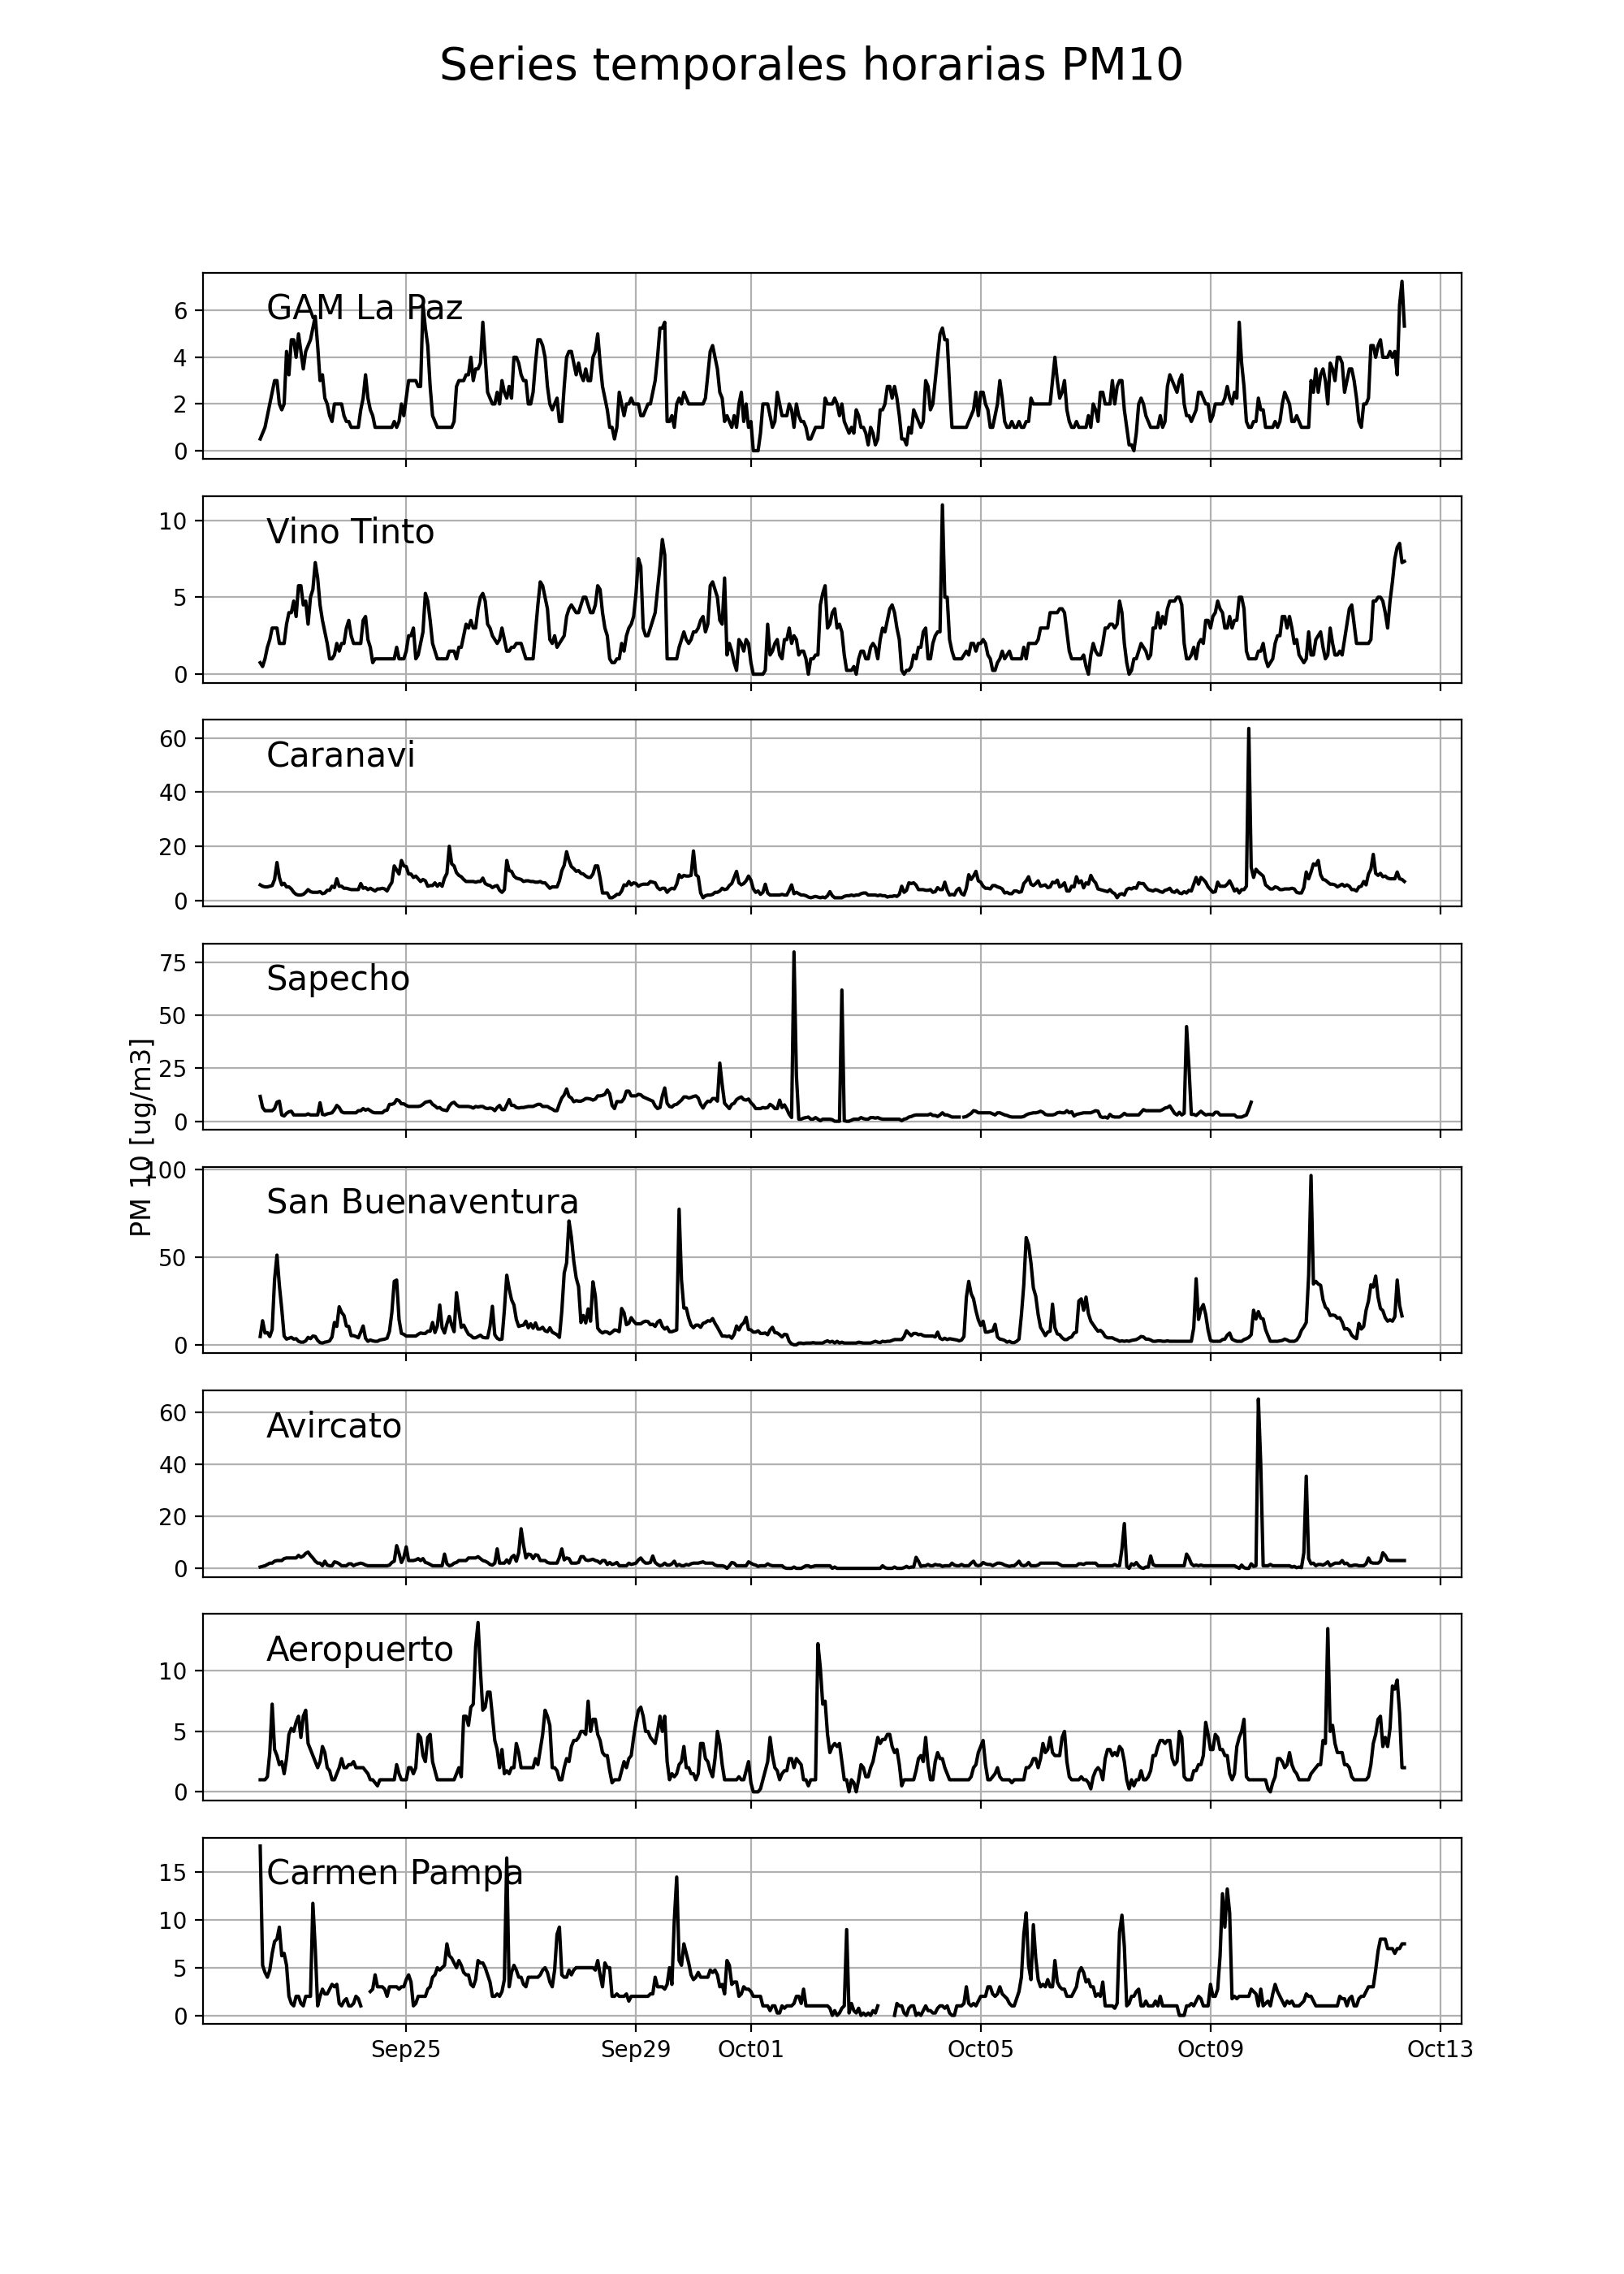 Series temporales horarias PM10
GAM La Paz
6
4
2
0
Vino Tinto
10
5
0
Caranavi
60
40
20
0
Sapecho
75
50
25
0
PM 10 [ug/m3]
San Buenaventura
100
50
0
Avircato
60
40
20
0
Aeropuerto
10
5
0
Carmen Pampa
15
10
5
0
Sep25 Sep29 Oct01 Oct05 Oct09 Oct13